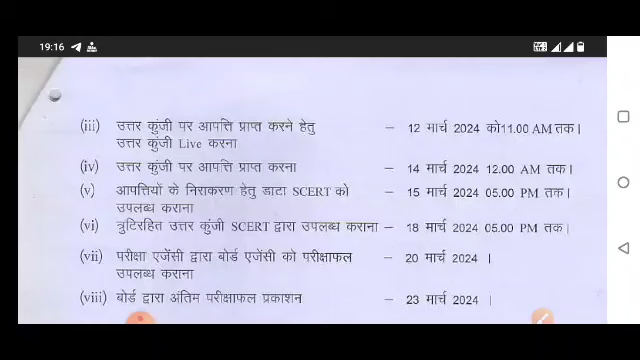 19:16
(iii) उत्तर कुंजी पर आपत्ति प्राप्त करने हेतु – 12 मार्च 2024 को11.00 AM तक।
उत्तर कुंजी Live करना
(iv) उत्तर कुंजी पर आपत्ति प्राप्त करना – 14 मार्च 2024 12.00 AM तक।
(v) आपत्तियों के निराकरण हेतु डाटा SCERT को – 15 मार्च 2024 05.00 PM तक।
उपलब्ध कराना
(vi) त्रुटिरहित उत्तर कुंजी SCERT द्वारा उपलब्ध कराना – 18 मार्च 2024 05.00 PM तक।
(vii) परीक्षा एजेंसी द्वारा बोर्ड एजेंसी को परीक्षाफल – 20 मार्च 2024 ।
उपलब्ध कराना
(viii) बोर्ड द्वारा अंतिम परीक्षाफल प्रकाशन – 23 मार्च 2024 ।